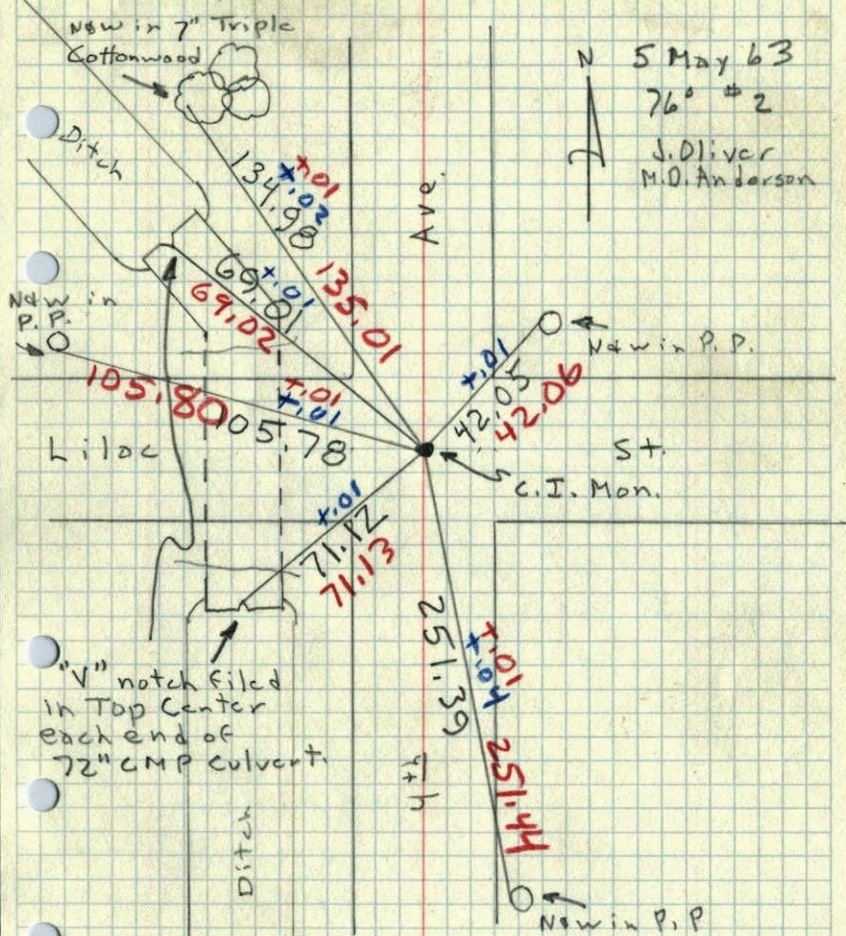 N&W in 7" Triple
Cottonwood
N
5 May 63
76° #2
J. Oliver
M.D. Anderson
Ditch
Ave.
+.01
+.02
134.98
135.01
+.01
69.01
69.02
N&W in
P.P.
105.80
+.01
+.01
105.78
N&W in P.P.
+.01
42.05
42.06
Lilac
St.
C.I. Mon.
+.01
71.12
71.13
"V" notch filed
in Top Center
each end of
72" CMP Culvert.
+.01
+.04
251.39
251.44
4th
Ditch
N&W in P.P